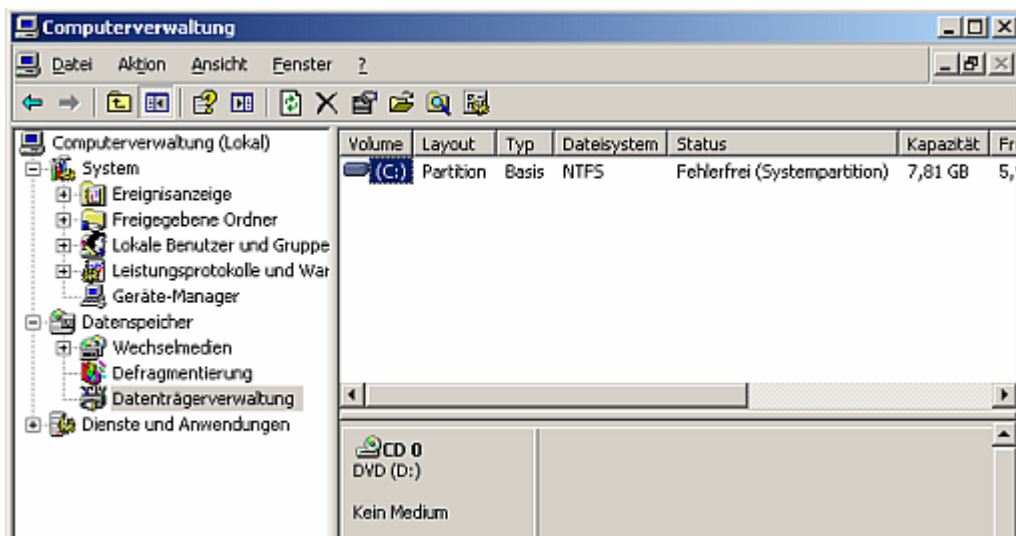 Computerverwaltung
Datei Aktion Ansicht Fenster ?
Computerverwaltung (Lokal)
System
Ereignisanzeige
Freigegebene Ordner
Lokale Benutzer und Gruppe
Leistungsprotokolle und War
Geräte-Manager
Datenspeicher
Wechselmedien
Defragmentierung
Datenträgerverwaltung
Dienste und Anwendungen
Volume Layout Typ Dateisystem Status Kapazität Fr
(C:) Partition Basis NTFS Fehlerfrei (Systempartition) 7,81 GB 5,
CD 0
DVD (D:)
Kein Medium